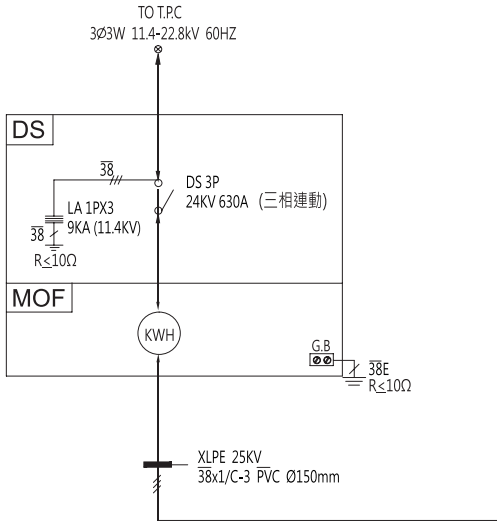 TO T.P.C
3Ø3W 11.4-22.8kV 60HZ
DS
38
DS 3P
24KV 630A (三相連動)
LA 1PX3
9KA (11.4KV)
38
R≤10Ω
MOF
KWH
G.B
38E
R≤10Ω
XLPE 25KV
38x1/C-3 PVC Ø150mm